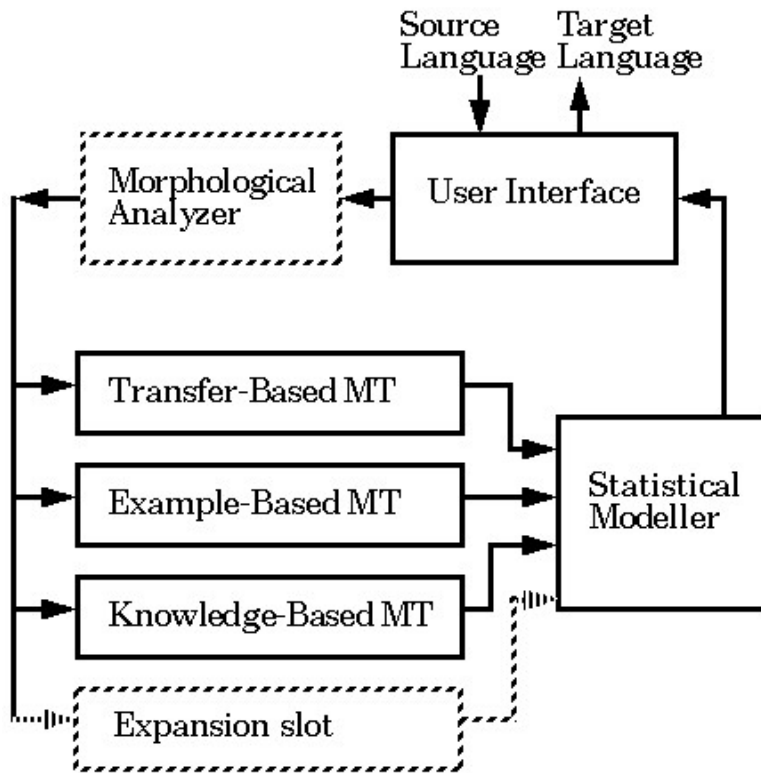 Source
Language
Target
Language
Morphological
Analyzer
User Interface
Transfer-Based MT
Example-Based MT
Knowledge-Based MT
Expansion slot
Statistical
Modeller